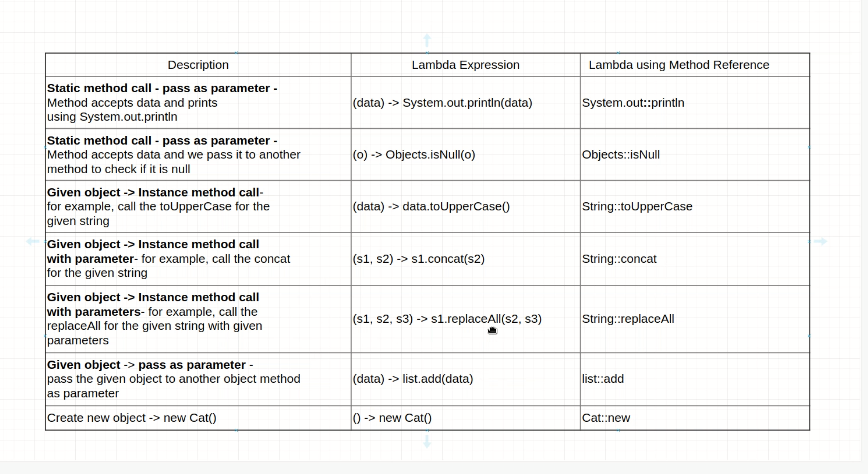 Description
Lambda Expression
Lambda using Method Reference
Static method call - pass as parameter -
Method accepts data and prints
using System.out.println
(data) -> System.out.println(data)
System.out::println
Static method call - pass as parameter -
Method accepts data and we pass it to another
method to check if it is null
(o) -> Objects.isNull(o)
Objects::isNull
Given object -> Instance method call-
for example, call the toUpperCase for the
given string
(data) -> data.toUpperCase()
String::toUpperCase
Given object -> Instance method call
with parameter- for example, call the concat
for the given string
(s1, s2) -> s1.concat(s2)
String::concat
Given object -> Instance method call
with parameters- for example, call the
replaceAll for the given string with given
parameters
(s1, s2, s3) -> s1.replaceAll(s2, s3)
String::replaceAll
Given object -> pass as parameter -
pass the given object to another object method
as parameter
(data) -> list.add(data)
list::add
Create new object -> new Cat()
() -> new Cat()
Cat::new